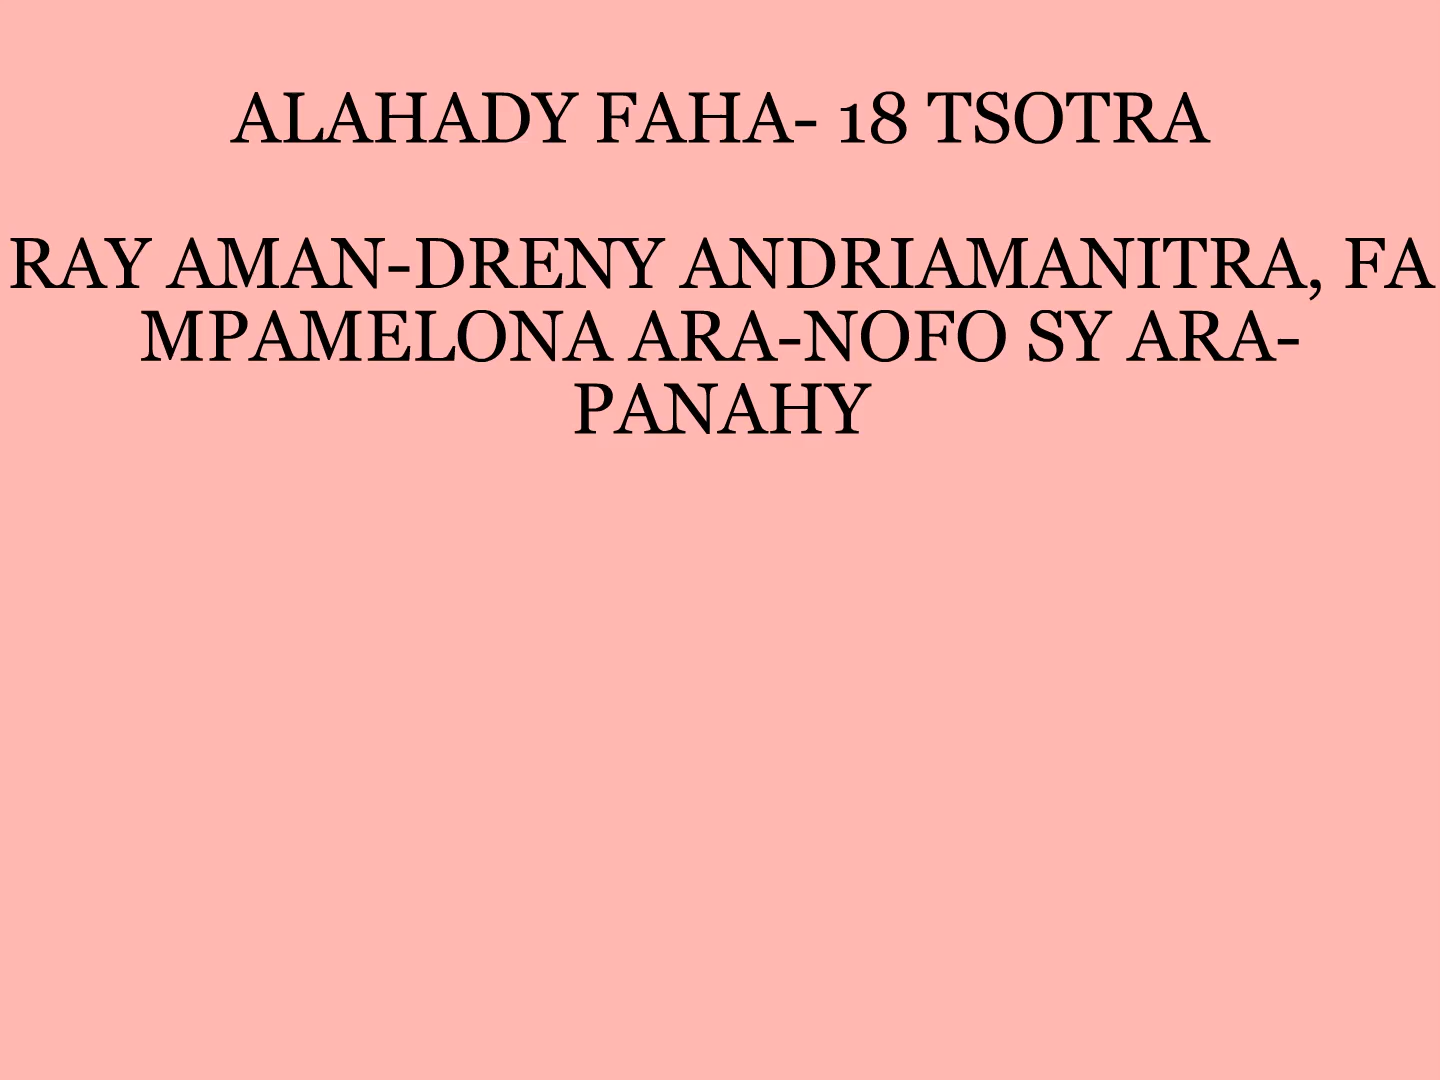 ALAHADY FAHA- 18 TSOTRA
RAY AMAN-DRENY ANDRIAMANITRA, FA
MPAMELONA ARA-NOFO SY ARA-
PANAHY